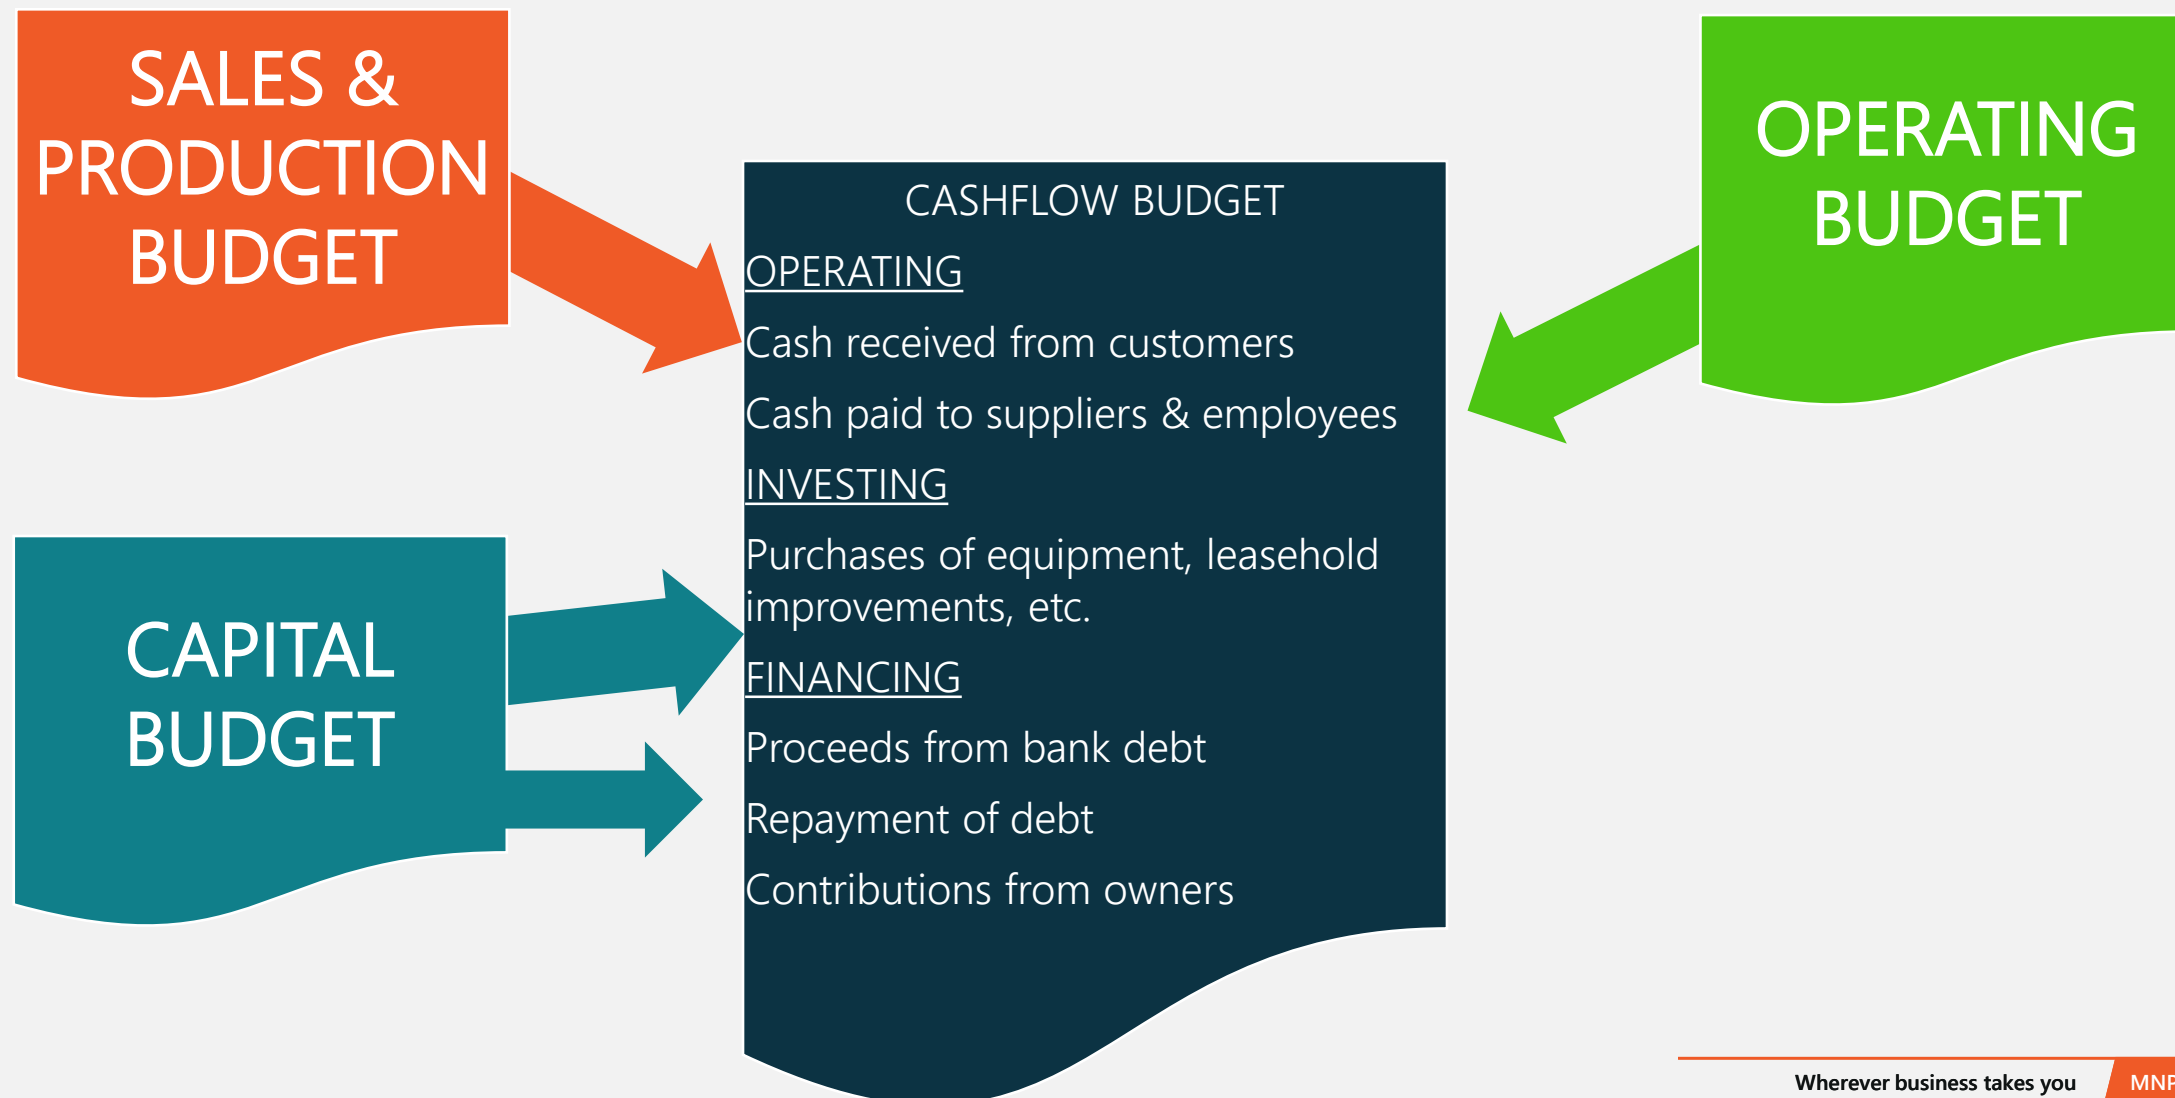 SALES &
PRODUCTION
BUDGET
OPERATING
BUDGET
CASHFLOW BUDGET
OPERATING
Cash received from customers
Cash paid to suppliers & employees
INVESTING
Purchases of equipment, leasehold
improvements, etc.
FINANCING
Proceeds from bank debt
Repayment of debt
Contributions from owners
CAPITAL
BUDGET
Wherever business takes you
MNP